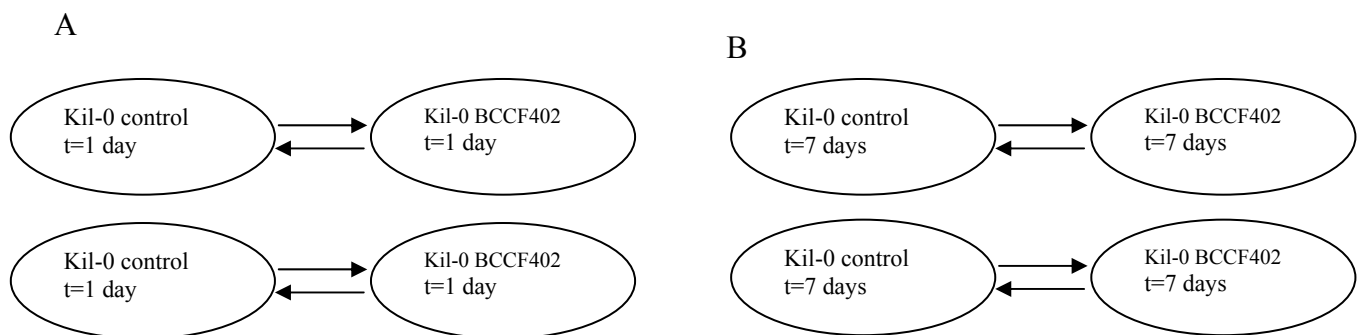 A
Kil-0 control
t=1 day
Kil-0 BCCF402
t=1 day
Kil-0 control
t=1 day
Kil-0 BCCF402
t=1 day
B
Kil-0 control
t=7 days
Kil-0 BCCF402
t=7 days
Kil-0 control
t=7 days
Kil-0 BCCF402
t=7 days